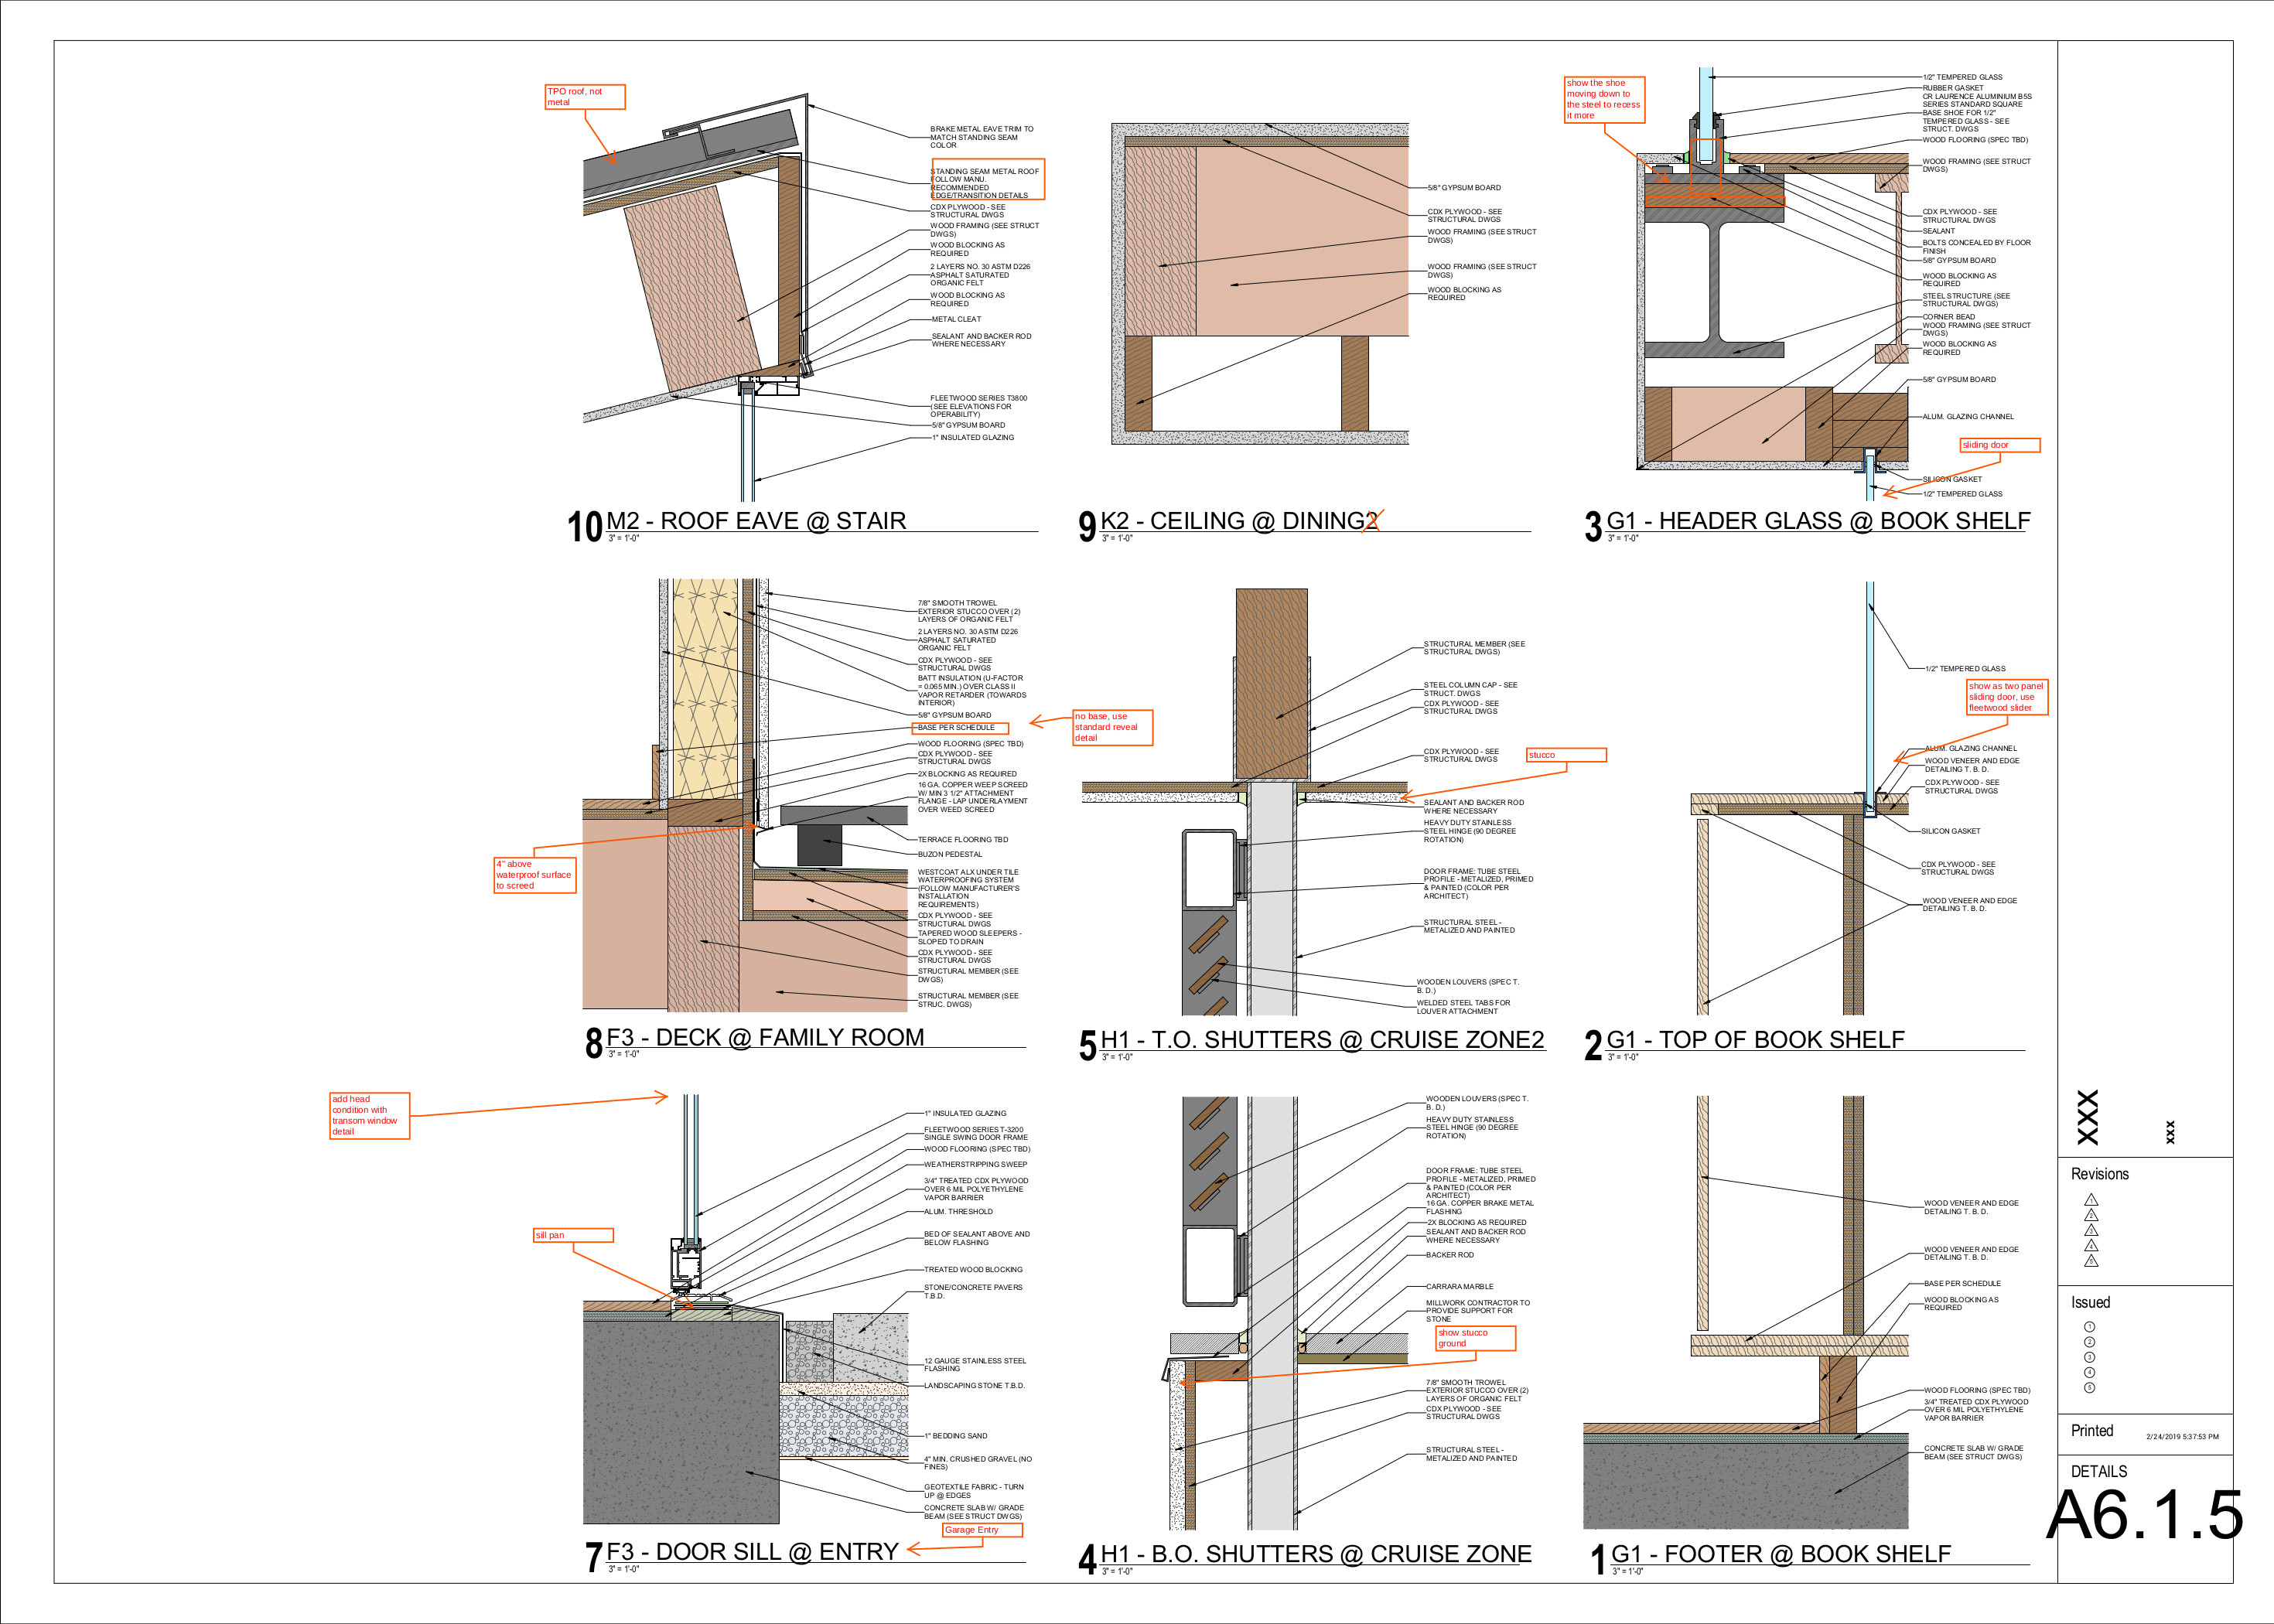 TPO roof, not
metal
BRAKE METAL EAVE TRIM TO
MATCH STANDING SEAM
COLOR
STANDING SEAM METAL ROOF
FOLLOW MANU.
RECOMMENDED
EDGE/TRANSITION DETAILS
CDX PLYWOOD - SEE
STRUCTURAL DWGS
WOOD FRAMING (SEE STRUCT
DWGS)
WOOD BLOCKING AS
REQUIRED
2 LAYERS NO. 30 ASTM D226
ASPHALT SATURATED
ORGANIC FELT
WOOD BLOCKING AS
REQUIRED
METAL CLEAT
SEALANT AND BACKER ROD
WHERE NECESSARY
FLEETWOOD SERIES T3800
(SEE ELEVATIONS FOR
OPERABILITY)
5/8" GYPSUM BOARD
1" INSULATED GLAZING
10 M2 - ROOF EAVE @ STAIR
3" = 1'-0"
5/8" GYPSUM BOARD
CDX PLYWOOD - SEE
STRUCTURAL DWGS
WOOD FRAMING (SEE STRUCT
DWGS)
WOOD FRAMING (SEE STRUCT
DWGS)
WOOD BLOCKING AS
REQUIRED
9 K2 - CEILING @ DINING2
3" = 1'-0"
show the shoe
moving down to
the steel to recess
it more
1/2" TEMPERED GLASS
RUBBER GASKET
CR LAURENCE ALUMINIUM B5S
SERIES STANDARD SQUARE
BASE SHOE FOR 1/2"
TEMPERED GLASS - SEE
STRUCT. DWGS
WOOD FLOORING (SPEC TBD)
WOOD FRAMING (SEE STRUCT
DWGS)
CDX PLYWOOD - SEE
STRUCTURAL DWGS
SEALANT
BOLTS CONCEALED BY FLOOR
FINISH
5/8" GYPSUM BOARD
WOOD BLOCKING AS
REQUIRED
STEEL STRUCTURE (SEE
STRUCTURAL DWGS)
CORNER BEAD
WOOD FRAMING (SEE STRUCT
DWGS)
WOOD BLOCKING AS
REQUIRED
5/8" GYPSUM BOARD
ALUM. GLAZING CHANNEL
sliding door
SILICON GASKET
1/2" TEMPERED GLASS
3 G1 - HEADER GLASS @ BOOK SHELF
3" = 1'-0"
7/8" SMOOTH TROWEL
EXTERIOR STUCCO OVER (2)
LAYERS OF ORGANIC FELT
2 LAYERS NO. 30 ASTM D226
ASPHALT SATURATED
ORGANIC FELT
CDX PLYWOOD - SEE
STRUCTURAL DWGS
BATT INSULATION (U-FACTOR
= 0.065 MIN.) OVER CLASS II
VAPOR RETARDER (TOWARDS
INTERIOR)
5/8" GYPSUM BOARD
BASE PER SCHEDULE
no base, use
standard reveal
detail
WOOD FLOORING (SPEC TBD)
CDX PLYWOOD - SEE
STRUCTURAL DWGS
2X BLOCKING AS REQUIRED
16 GA. COPPER WEEP SCREED
W/ MIN 3 1/2" ATTACHMENT
FLANGE - LAP UNDERLAYMENT
OVER WEED SCREED
TERRACE FLOORING TBD
BUZON PEDESTAL
4" above
waterproof surface
to screed
WESTCOAT ALX UNDER TILE
WATERPROOFING SYSTEM
(FOLLOW MANUFACTURER'S
INSTALLATION
REQUIREMENTS)
CDX PLYWOOD - SEE
STRUCTURAL DWGS
TAPERED WOOD SLEEPERS -
SLOPED TO DRAIN
CDX PLYWOOD - SEE
STRUCTURAL DWGS
STRUCTURAL MEMBER (SEE
DWGS)
STRUCTURAL MEMBER (SEE
STRUC. DWGS)
8 F3 - DECK @ FAMILY ROOM
3" = 1'-0"
STRUCTURAL MEMBER (SEE
STRUCTURAL DWGS)
STEEL COLUMN CAP - SEE
STRUCT. DWGS
CDX PLYWOOD - SEE
STRUCTURAL DWGS
CDX PLYWOOD - SEE
STRUCTURAL DWGS
stucco
SEALANT AND BACKER ROD
WHERE NECESSARY
HEAVY DUTY STAINLESS
STEEL HINGE (90 DEGREE
ROTATION)
DOOR FRAME: TUBE STEEL
PROFILE - METALIZED, PRIMED
& PAINTED (COLOR PER
ARCHITECT)
STRUCTURAL STEEL -
METALIZED AND PAINTED
WOODEN LOUVERS (SPEC T.
B. D.)
WELDED STEEL TABS FOR
LOUVER ATTACHMENT
5 H1 - T.O. SHUTTERS @ CRUISE ZONE2
3" = 1'-0"
1/2" TEMPERED GLASS
show as two panel
sliding door, use
fleetwood slider
ALUM. GLAZING CHANNEL
WOOD VENEER AND EDGE
DETAILING T. B. D.
CDX PLYWOOD - SEE
STRUCTURAL DWGS
SILICON GASKET
CDX PLYWOOD - SEE
STRUCTURAL DWGS
WOOD VENEER AND EDGE
DETAILING T. B. D.
2 G1 - TOP OF BOOK SHELF
3" = 1'-0"
add head
condition with
transom window
detail
1" INSULATED GLAZING
FLEETWOOD SERIES T-3200
SINGLE SWING DOOR FRAME
WOOD FLOORING (SPEC TBD)
WEATHERSTRIPPING SWEEP
3/4" TREATED CDX PLYWOOD
OVER 6 MIL POLYETHYLENE
VAPOR BARRIER
ALUM. THRESHOLD
sill pan
BED OF SEALANT ABOVE AND
BELOW FLASHING
TREATED WOOD BLOCKING
STONE/CONCRETE PAVERS
T.B.D.
12 GAUGE STAINLESS STEEL
FLASHING
LANDSCAPING STONE T.B.D.
1" BEDDING SAND
4" MIN. CRUSHED GRAVEL (NO
FINES)
GEOTEXTILE FABRIC - TURN
UP @ EDGES
CONCRETE SLAB W/ GRADE
BEAM (SEE STRUCT DWGS)
Garage Entry
7 F3 - DOOR SILL @ ENTRY
3" = 1'-0"
WOODEN LOUVERS (SPEC T.
B. D.)
HEAVY DUTY STAINLESS
STEEL HINGE (90 DEGREE
ROTATION)
DOOR FRAME: TUBE STEEL
PROFILE - METALIZED, PRIMED
& PAINTED (COLOR PER
ARCHITECT)
16 GA. COPPER BRAKE METAL
FLASHING
2X BLOCKING AS REQUIRED
SEALANT AND BACKER ROD
WHERE NECESSARY
BACKER ROD
CARRARA MARBLE
MILLWORK CONTRACTOR TO
PROVIDE SUPPORT FOR
STONE
show stucco
ground
7/8" SMOOTH TROWEL
EXTERIOR STUCCO OVER (2)
LAYERS OF ORGANIC FELT
CDX PLYWOOD - SEE
STRUCTURAL DWGS
STRUCTURAL STEEL -
METALIZED AND PAINTED
4 H1 - B.O. SHUTTERS @ CRUISE ZONE
3" = 1'-0"
WOOD VENEER AND EDGE
DETAILING T. B. D.
WOOD VENEER AND EDGE
DETAILING T. B. D.
BASE PER SCHEDULE
WOOD BLOCKING AS
REQUIRED
WOOD FLOORING (SPEC TBD)
3/4" TREATED CDX PLYWOOD
OVER 6 MIL POLYETHYLENE
VAPOR BARRIER
CONCRETE SLAB W/ GRADE
BEAM (SEE STRUCT DWGS)
1 G1 - FOOTER @ BOOK SHELF
3" = 1'-0"
XXX
XXX
Revisions
1
2
3
4
5
Issued
1
2
3
4
5
Printed
2/24/2019 5:37:53 PM
DETAILS
A6.1.5